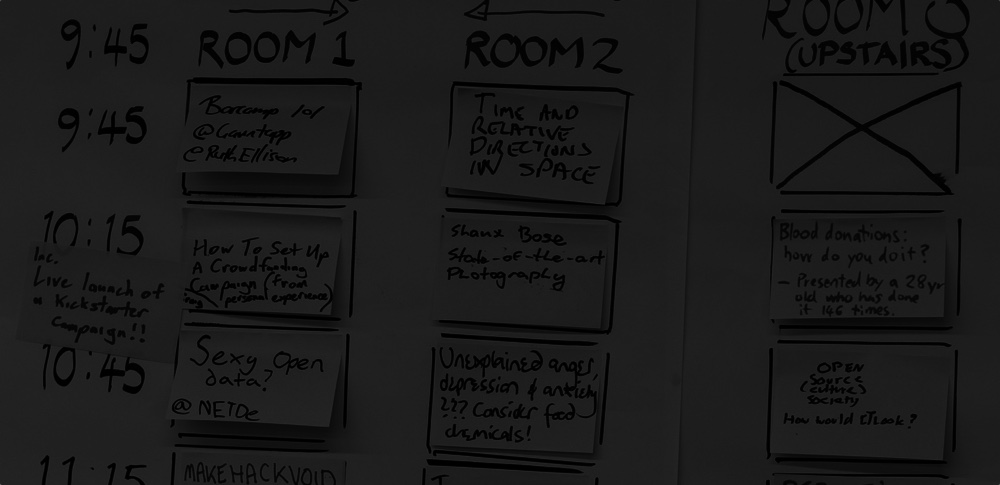 9:45
ROOM 1
ROOM 2
ROOM 3
(UPSTAIRS)
9:45
Barcamp 101
@Gavintapp
@RuthEllison
TIME AND
RELATIVE
DIRECTIONS
IN SPACE
10:15
How To Set Up
A Crowdfunding
Campaign (from
personal experience)
Shanx Bose
State-of-the-art
Photography
Blood donations:
how do you do it?
- Presented by a 28yr
old who has done
it 146 times.
Inc.
Live launch of
a Kickstarter
Campaign!!
10:45
Sexy Open
data?
@ NETDe
Unexplained anger,
depression & anxiety
??? Consider food
chemicals!
OPEN
Source
(culture)
Society
How would it look?
11:15
MAKEHACKVOID